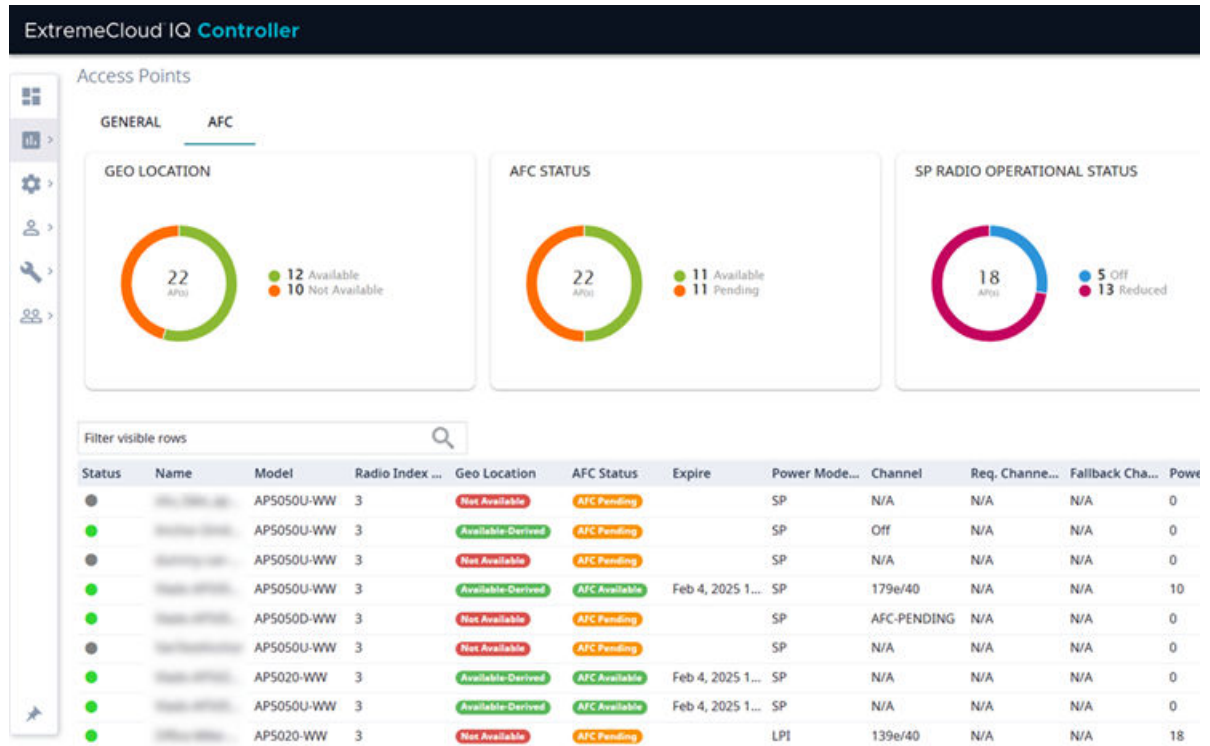 ExtremeCloud IQ Controller
Access Points
GENERAL AFC
GEO LOCATION
22
AP(s)
12 Available
10 Not Available
AFC STATUS
22
AP(s)
11 Available
11 Pending
SP RADIO OPERATIONAL STATUS
18
AP(s)
5 Off
13 Reduced
Filter visible rows
Status Name Model Radio Index ... Geo Location AFC Status Expire Power Mode... Channel Req. Channe... Fallback Cha... Powe
AP5050U-WW 3 Not Available AFC Pending SP N/A N/A N/A 0
AP5050U-WW 3 Available-Derived AFC Pending SP Off N/A N/A 0
AP5050U-WW 3 Not Available AFC Pending SP N/A N/A N/A 0
AP5050U-WW 3 Available-Derived AFC Available Feb 4, 2025 1... SP 179e/40 N/A N/A 10
AP5050D-WW 3 Not Available AFC Pending SP AFC-PENDING N/A N/A 0
AP5050U-WW 3 Not Available AFC Pending SP N/A N/A N/A 0
AP5020-WW 3 Available-Derived AFC Available Feb 4, 2025 1... SP N/A N/A N/A 0
AP5050U-WW 3 Available-Derived AFC Available Feb 4, 2025 1... SP N/A N/A N/A 0
AP5020-WW 3 Not Available AFC Pending LPI 139e/40 N/A N/A 18